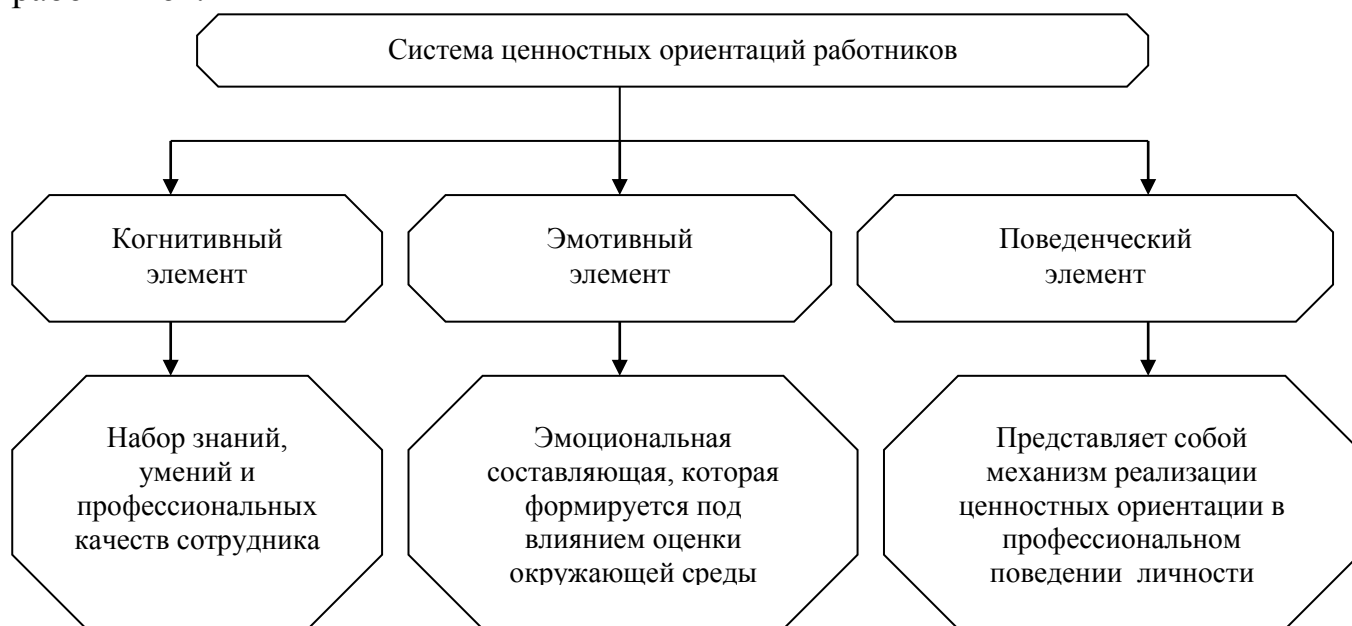 Система ценностных ориентаций работников
Когнитивный
элемент
Эмотивный
элемент
Поведенческий
элемент
Набор знаний,
умений и
профессиональных
качеств сотрудника
Эмоциональная
составляющая, которая
формируется под
влиянием оценки
окружающей среды
Представляет собой
механизм реализации
ценностных ориентации в
профессиональном
поведении личности